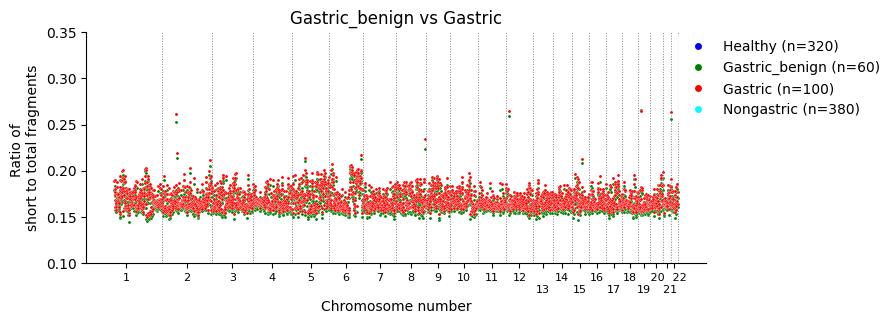 Gastric_benign vs Gastric
0.35
0.30
0.25
0.20
0.15
0.10
Ratio of
short to total fragments
1 2 3 4 5 6 7 8 9 10 11 12 14 16 18 20 22
13 15 17 19 21
Chromosome number
Healthy (n=320)
Gastric_benign (n=60)
Gastric (n=100)
Nongastric (n=380)